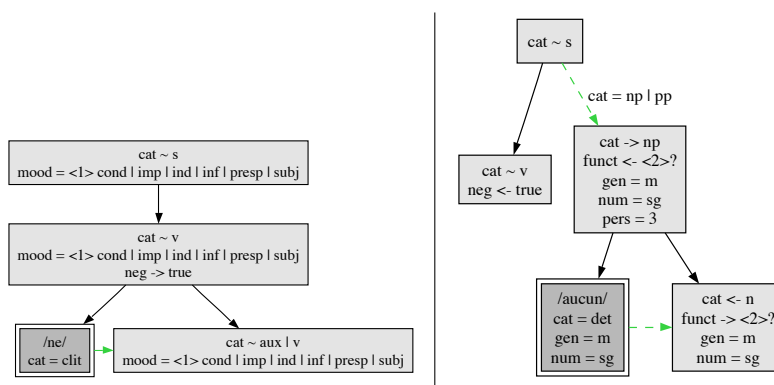 cat ~ s
mood = <1> cond | imp | ind | inf | presp | subj
cat ~ v
mood = <1> cond | imp | ind | inf | presp | subj
neg -> true
/ne/
cat = clit
cat ~ aux | v
mood = <1> cond | imp | ind | inf | presp | subj
cat ~ s
cat = np | pp
cat ~ v
neg <- true
cat -> np
funct <- <2>?
gen = m
num = sg
pers = 3
/aucun/
cat = det
gen = m
num = sg
cat <- n
funct -> <2>?
gen = m
num = sg